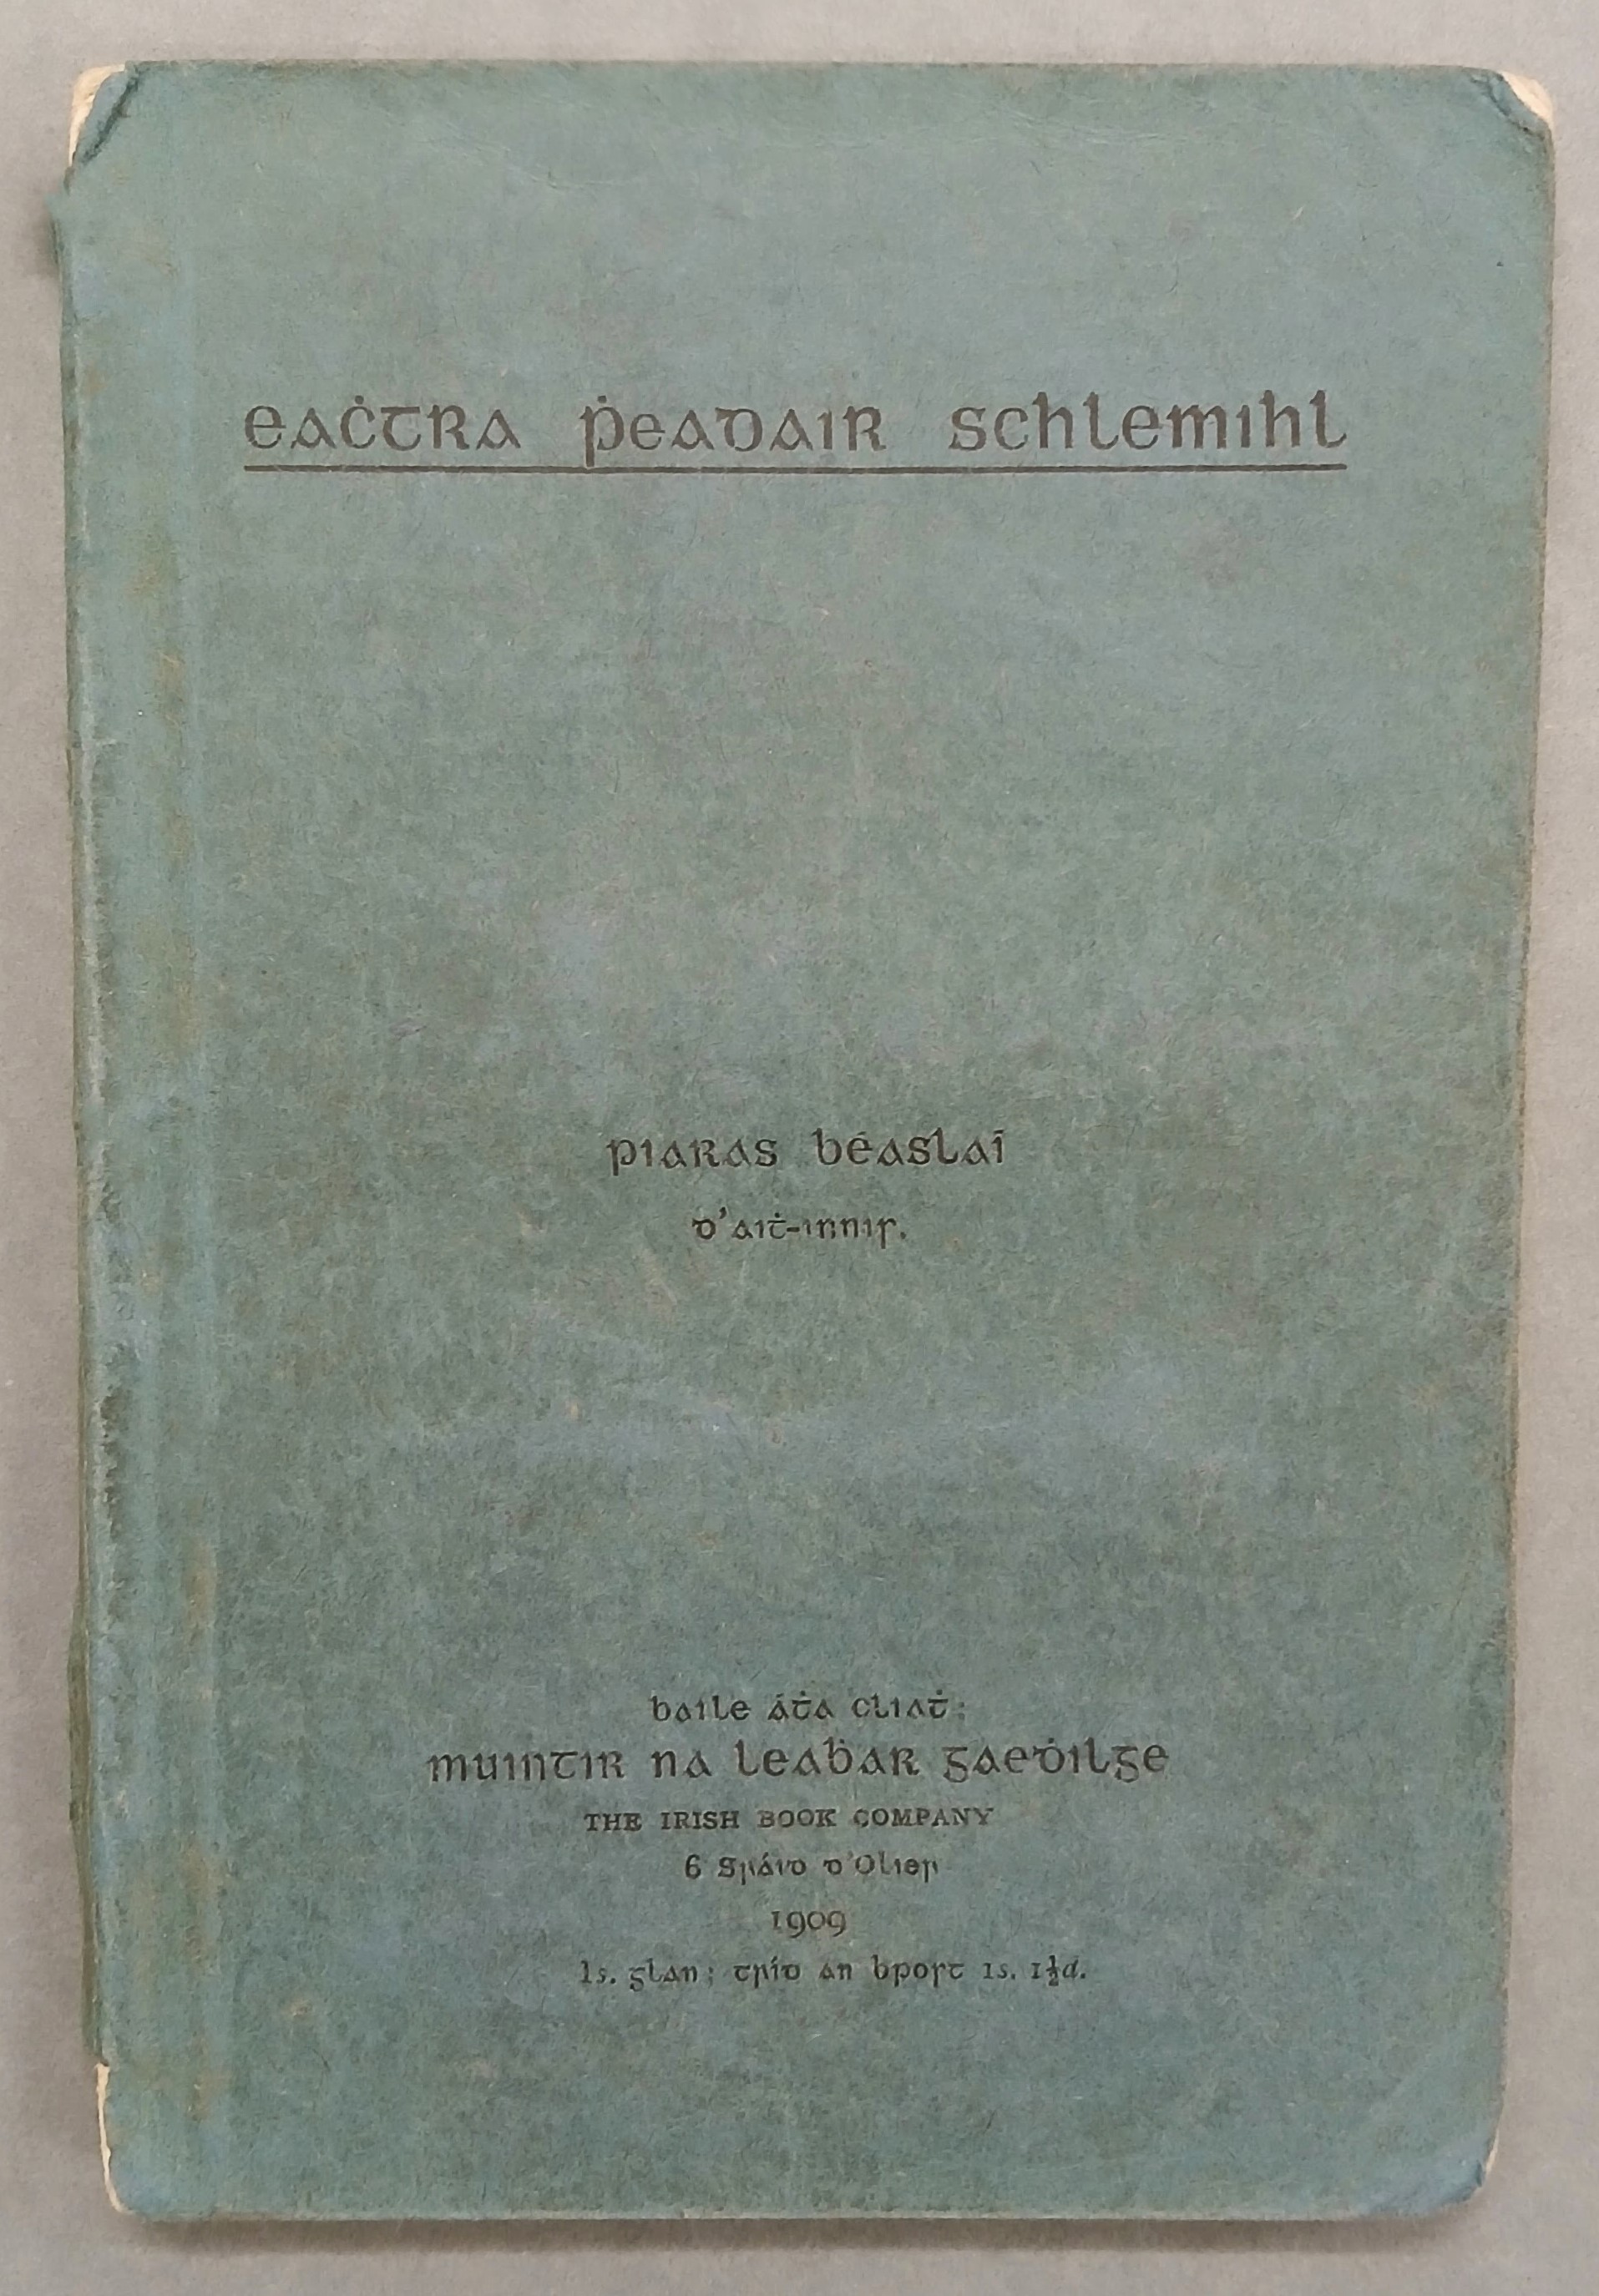 eaċtra ṗeadair schlemihl
piaras béaslaí
d'aiṫ-innis.
baile áṫa cliaṫ:
muintir na leaḃar gaeḋilge
THE IRISH BOOK COMPANY
6 Sráid d'Olier
1909
1s. glan; tríd an bpost 1s. 1½d.